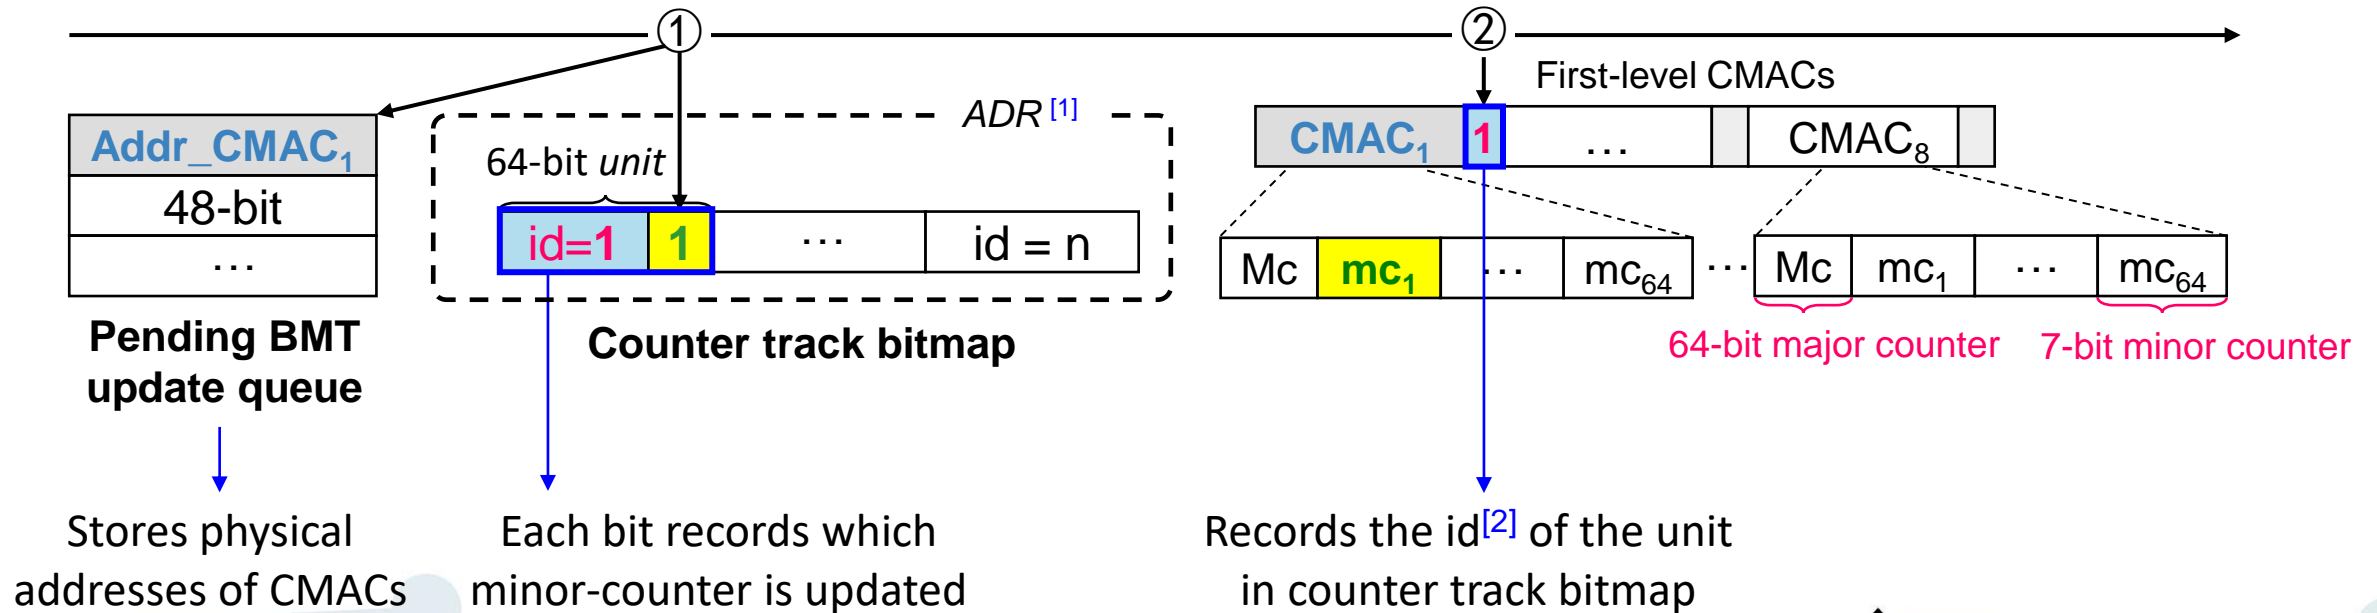 ① ②
First-level CMACs
ADR [1]
Addr_CMAC1
48-bit
…
64-bit unit
id=1 1 … id = n
CMAC1 1 … CMAC8
Mc mc1 … mc64 … Mc mc1 … mc64
Pending BMT
update queue
Counter track bitmap
64-bit major counter 7-bit minor counter
Stores physical
addresses of CMACs
Each bit records which
minor-counter is updated
Records the id[2] of the unit
in counter track bitmap